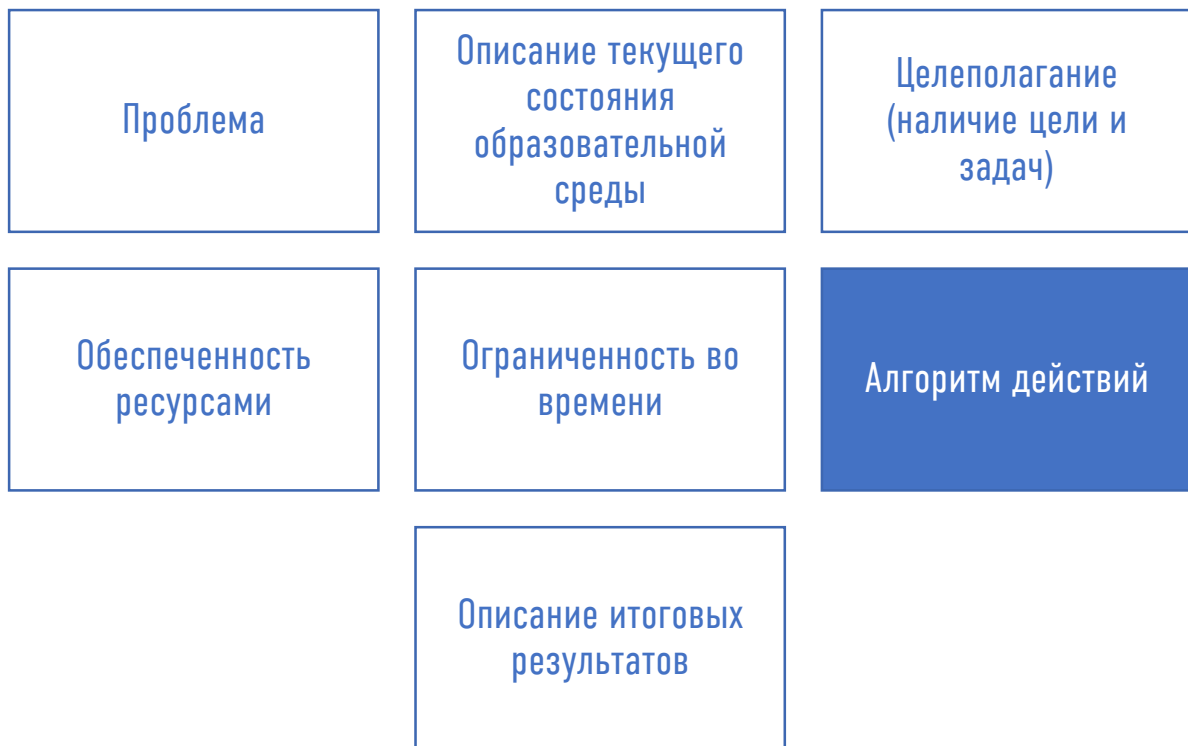 Проблема
Описание текущего
состояния
образовательной
среды
Целеполагание
(наличие цели и
задач)
Обеспеченность
ресурсами
Ограниченность во
времени
Алгоритм действий
Описание итоговых
результатов